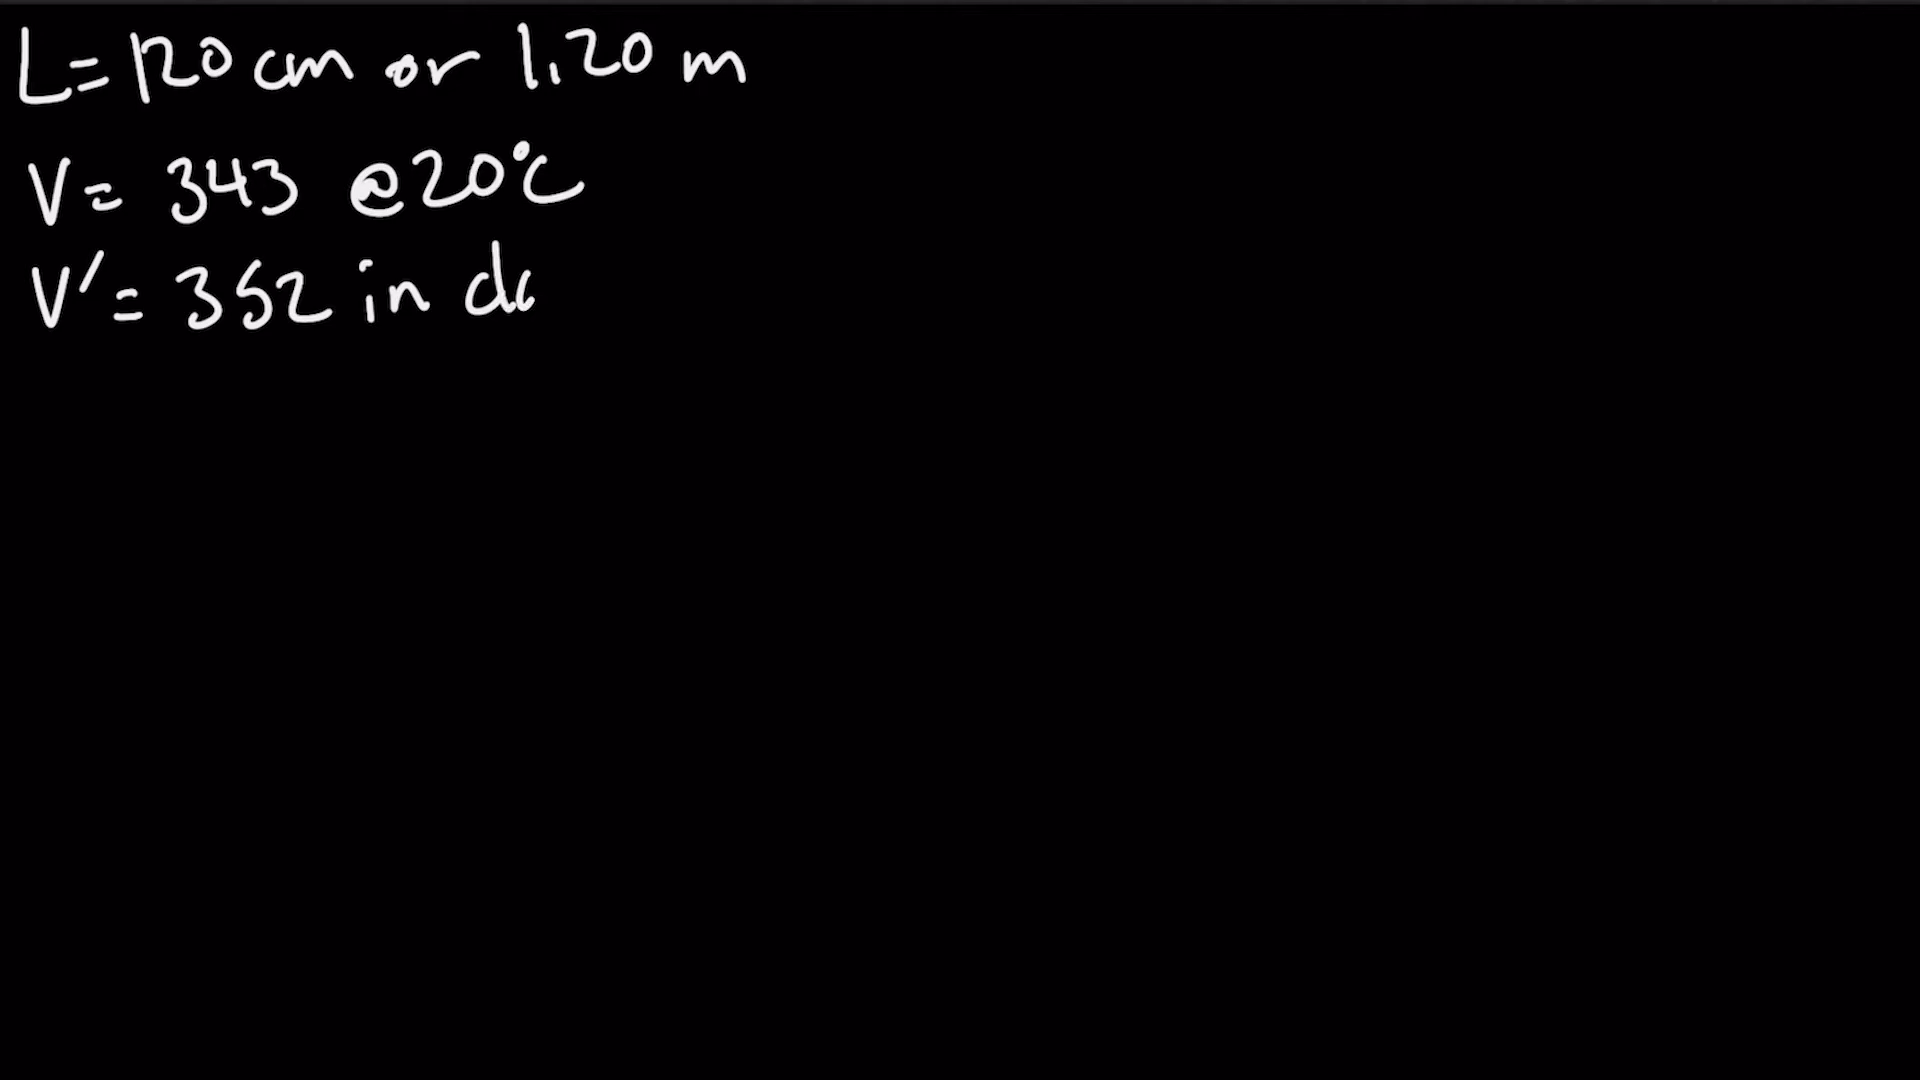 L = 120 cm or 1.20 m
V = 343 @ 20°C
V' = 352 in